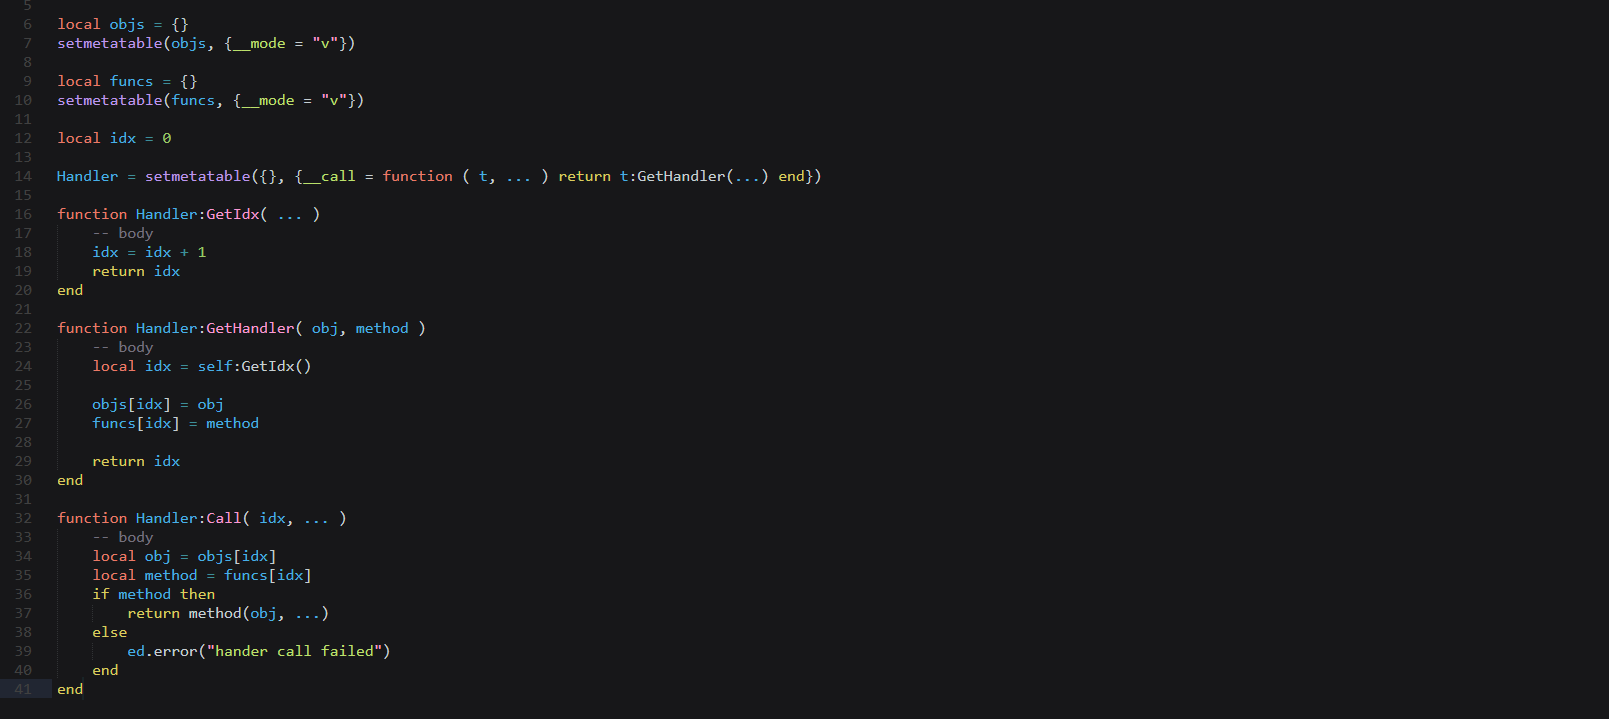 5
6 local objs = {}
7 setmetatable(objs, {__mode = "v"})
8
9 local funcs = {}
10 setmetatable(funcs, {__mode = "v"})
11
12 local idx = 0
13
14 Handler = setmetatable({}, {__call = function ( t, ... ) return t:GetHandler(...) end})
15
16 function Handler:GetIdx( ... )
17     -- body
18     idx = idx + 1
19     return idx
20 end
21
22 function Handler:GetHandler( obj, method )
23     -- body
24     local idx = self:GetIdx()
25
26     objs[idx] = obj
27     funcs[idx] = method
28
29     return idx
30 end
31
32 function Handler:Call( idx, ... )
33     -- body
34     local obj = objs[idx]
35     local method = funcs[idx]
36     if method then
37         return method(obj, ...)
38     else
39         ed.error("hander call failed")
40     end
41 end